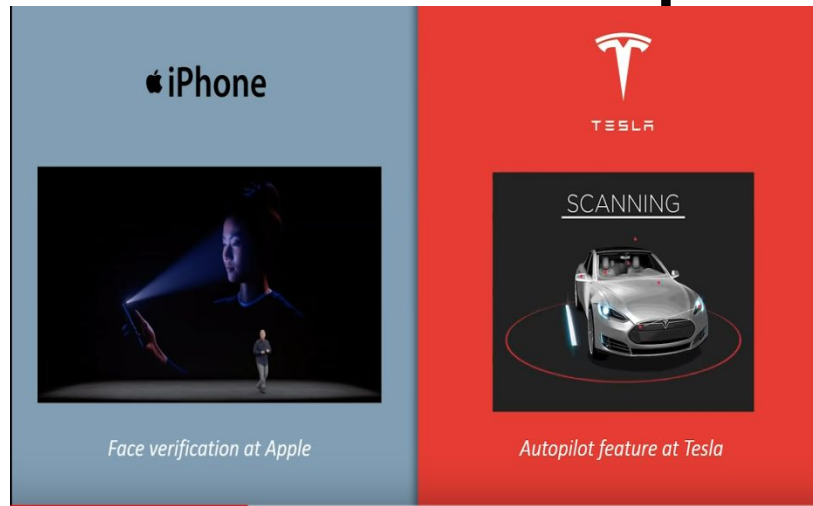 iPhone
Face verification at Apple
TESLA
SCANNING
Autopilot feature at Tesla